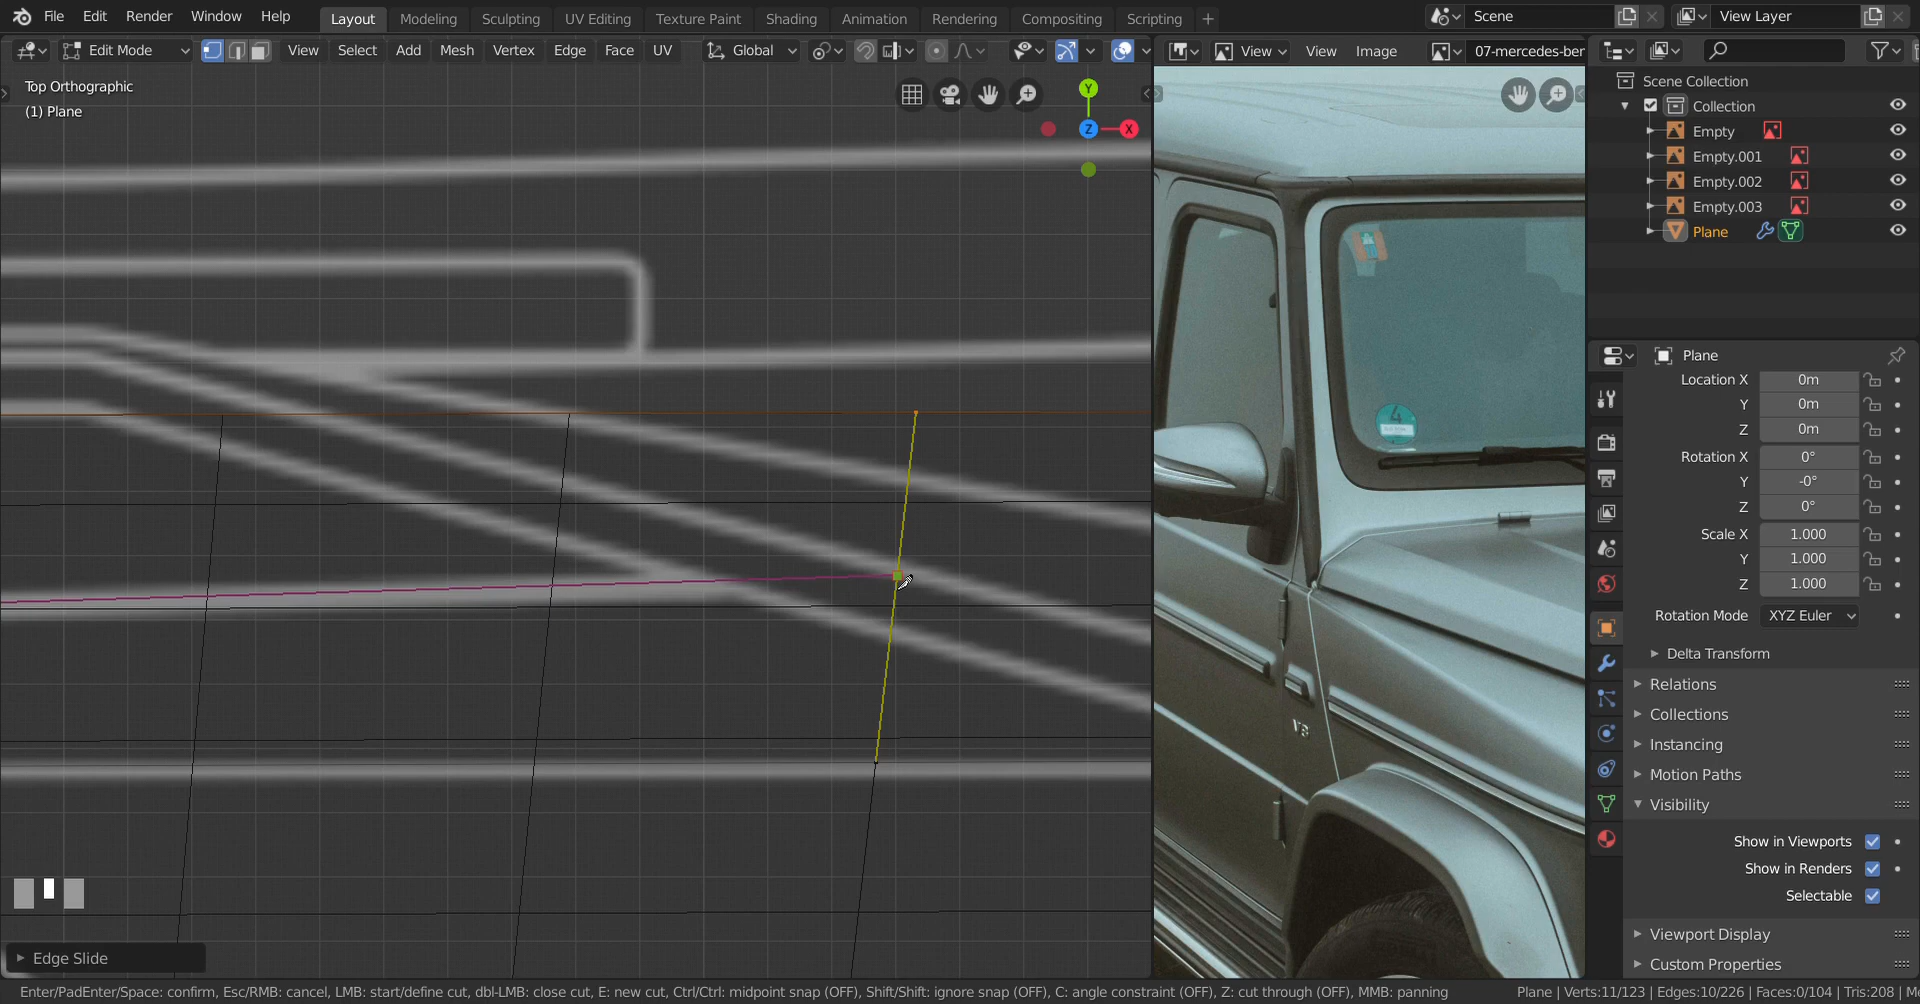 File Edit Render Window Help Layout Modeling Sculpting UV Editing Texture Paint Shading Animation Rendering Compositing Scripting + Scene View Layer
Edit Mode View Select Add Mesh Vertex Edge Face UV Global View View Image 07-mercedes-ber
Top Orthographic
(1) Plane
Y
Z
X
Scene Collection
Collection
Empty
Empty.001
Empty.002
Empty.003
Plane
4
V8
Plane
Location X 0m
Y 0m
Z 0m
Rotation X 0°
Y -0°
Z 0°
Scale X 1.000
Y 1.000
Z 1.000
Rotation Mode XYZ Euler
Delta Transform
Relations
Collections
Instancing
Motion Paths
Visibility
Show in Viewports
Show in Renders
Selectable
Viewport Display
Custom Properties
Edge Slide
Enter/PadEnter/Space: confirm, Esc/RMB: cancel, LMB: start/define cut, dbl-LMB: close cut, E: new cut, Ctrl/Ctrl: midpoint snap (OFF), Shift/Shift: ignore snap (OFF), C: angle constraint (OFF), Z: cut through (OFF), MMB: panning Plane | Verts:11/123 | Edges:10/226 | Faces:0/104 | Tris:208 | M